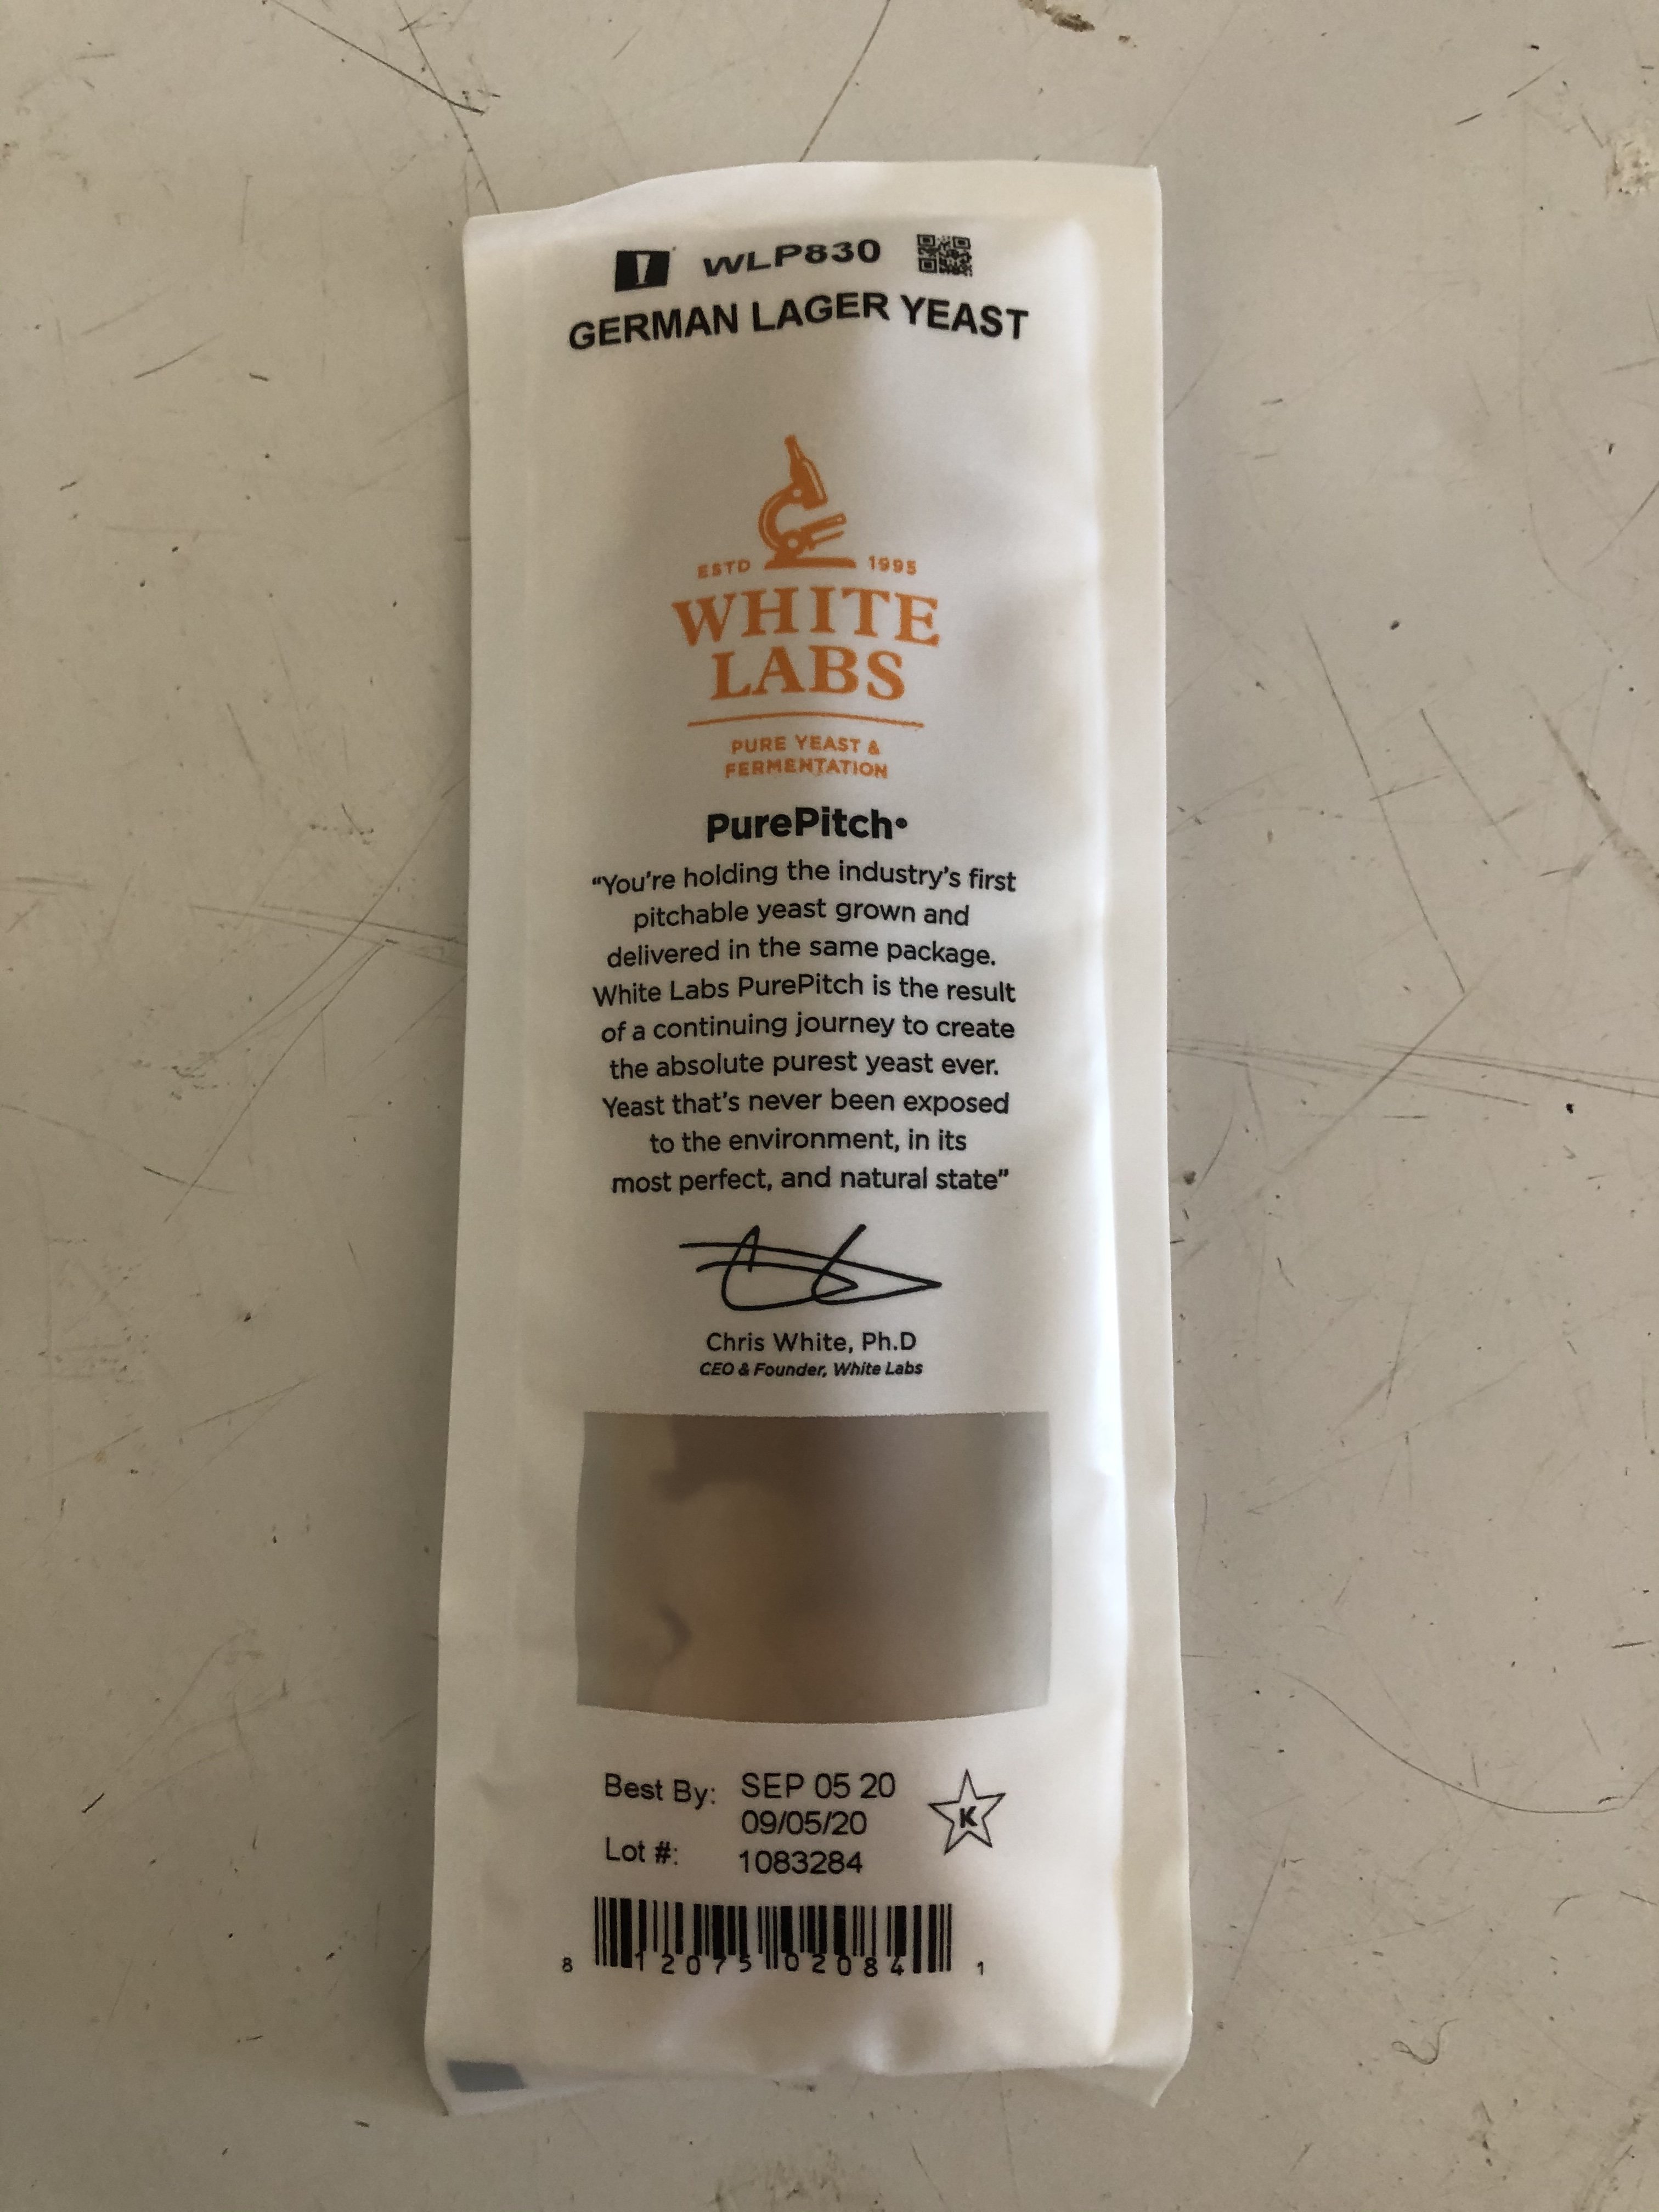 WLP830
GERMAN LAGER YEAST
ESTD 1995
WHITE
LABS
PURE YEAST &
FERMENTATION
PurePitch
“You’re holding the industry’s first
pitchable yeast grown and
delivered in the same package.
White Labs PurePitch is the result
of a continuing journey to create
the absolute purest yeast ever.
Yeast that’s never been exposed
to the environment, in its
most perfect, and natural state”
Chris White, Ph.D
CEO & Founder, White Labs
Best By: SEP 05 20
09/05/20
K
Lot #: 1083284
8 12075 02084 1